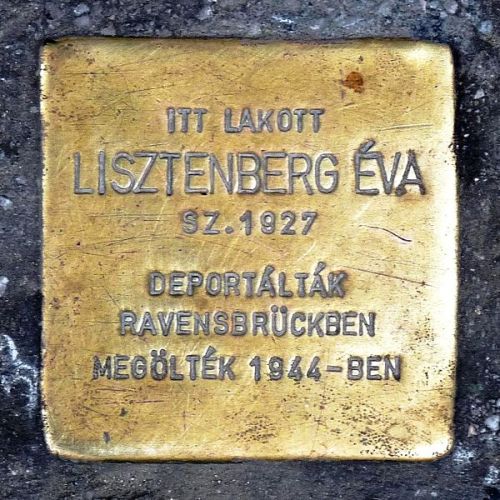 ITT LAKOTT
LISZTENBERG ÉVA
SZ.1927
DEPORTÁLTÁK
RAVENSBRÜCKBEN
MEGÖLTÉK 1944-BEN